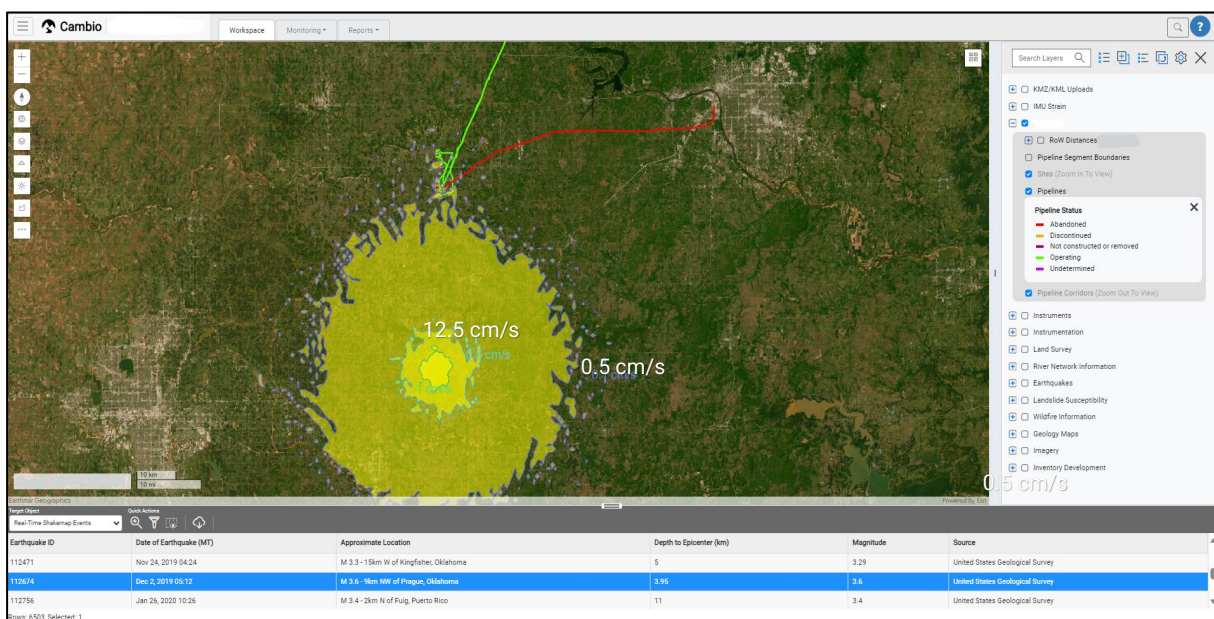 Cambio
Workspace
Monitoring
Reports
Search Layers
?
KMZ/KML Uploads
IMU Strain
RoW Distances
Pipeline Segment Boundaries
Sites (Zoom In To View)
Pipelines
Pipeline Status
Abandoned
Discontinued
Not constructed or removed
Operating
Undetermined
Pipeline Corridors (Zoom Out To View)
Instruments
Instrumentation
Land Survey
River Network Information
Earthquakes
Landslide Susceptibility
Wildfire Information
Geology Maps
Imagery
Inventory Development
12.5 cm/s
0.5 cm/s
0.5 cm/s
10 km
10 mi
Earthstar Geographics
Powered by Esri
Target Object
Quick Actions
Real-Time Shakemap Events
Earthquake ID Date of Earthquake (MT) Approximate Location Depth to Epicenter (km) Magnitude Source
112471 Nov 24, 2019 04:24 M 3.3 - 15km W of Kingfisher, Oklahoma 5 3.29 United States Geological Survey
112674 Dec 2, 2019 05:12 M 3.6 - 9km NW of Prague, Oklahoma 3.95 3.6 United States Geological Survey
112756 Jan 26, 2020 10:26 M 3.4 - 2km N of Fuig, Puerto Rico 11 3.4 United States Geological Survey
Rows: 6503, Selected: 1